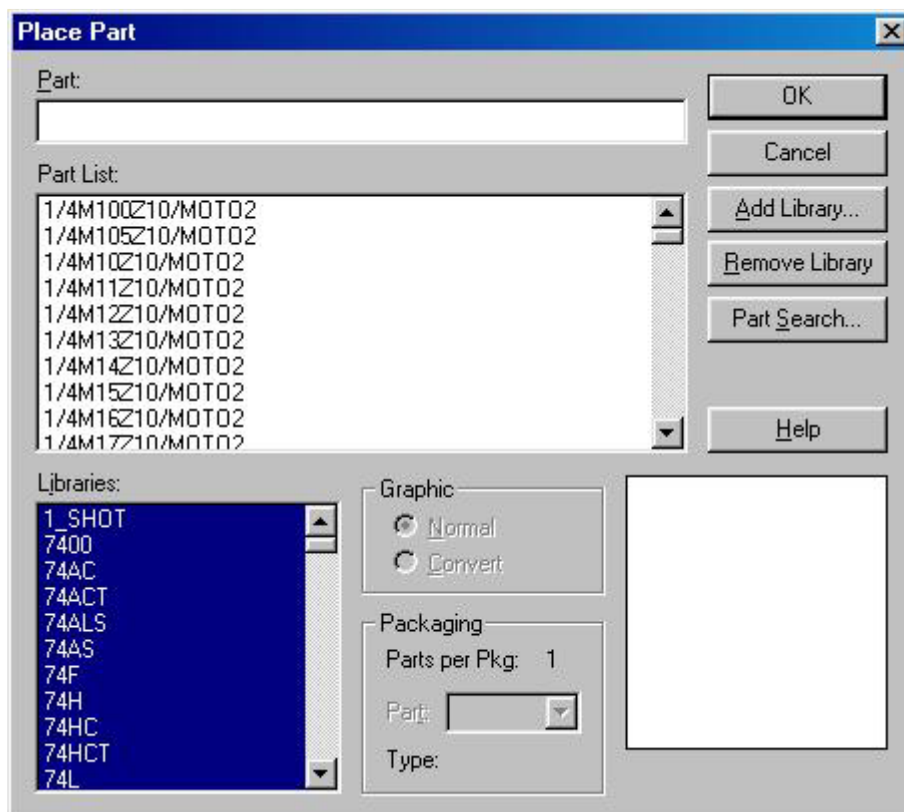 Place Part
Part:
OK
Cancel
Part List:
1/4M100Z10/MOTO2
1/4M105Z10/MOTO2
1/4M10Z10/MOTO2
1/4M11Z10/MOTO2
1/4M12Z10/MOTO2
1/4M13Z10/MOTO2
1/4M14Z10/MOTO2
1/4M15Z10/MOTO2
1/4M16Z10/MOTO2
1/4M17Z10/MOTO2
Add Library...
Remove Library
Part Search...
Help
Libraries:
1_SHOT
7400
74AC
74ACT
74ALS
74AS
74F
74H
74HC
74HCT
74L
Graphic
Normal
Convert
Packaging
Parts per Pkg: 1
Part:
Type: